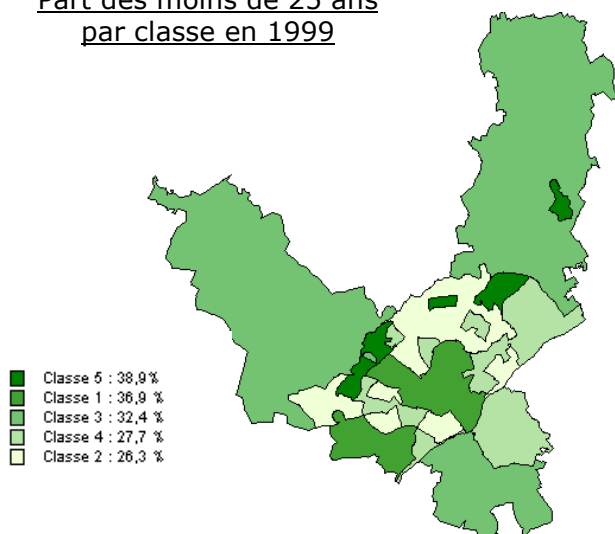 Part des moins de 25 ans
par classe en 1999
Classe 5 : 38,9 %
Classe 1 : 36,9 %
Classe 3 : 32,4 %
Classe 4 : 27,7 %
Classe 2 : 26,3 %